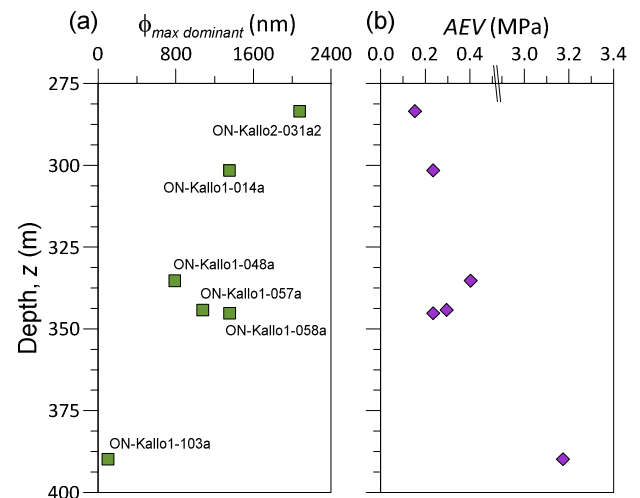 (a) ϕmax dominant (nm)
0 800 1600 2400
(b) AEV (MPa)
0.0 0.2 0.4 3.0 3.2 3.4
Depth, z (m)
275
300
325
350
375
400
ON-Kallo2-031a2
ON-Kallo1-014a
ON-Kallo1-048a
ON-Kallo1-057a
ON-Kallo1-058a
ON-Kallo1-103a